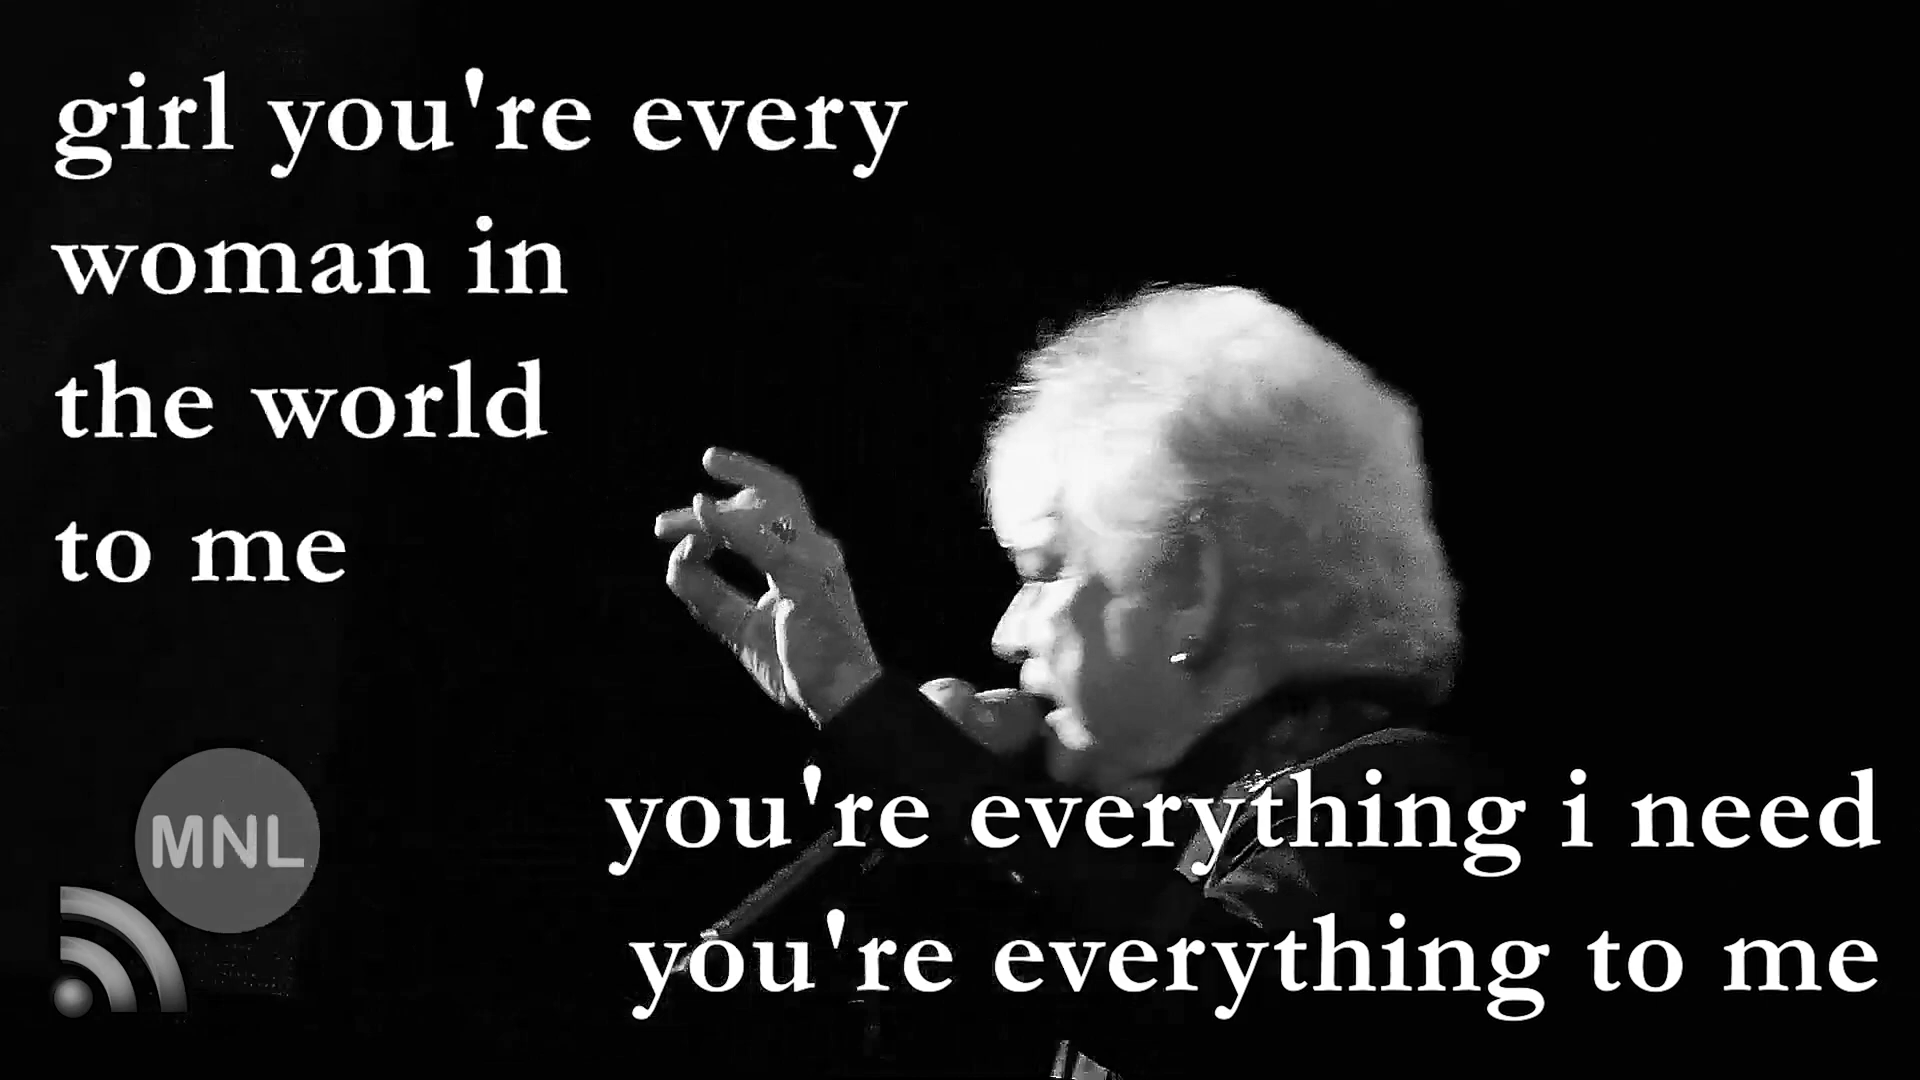 girl you're every
woman in
the world
to me
MNL
you're everything i need
you're everything to me